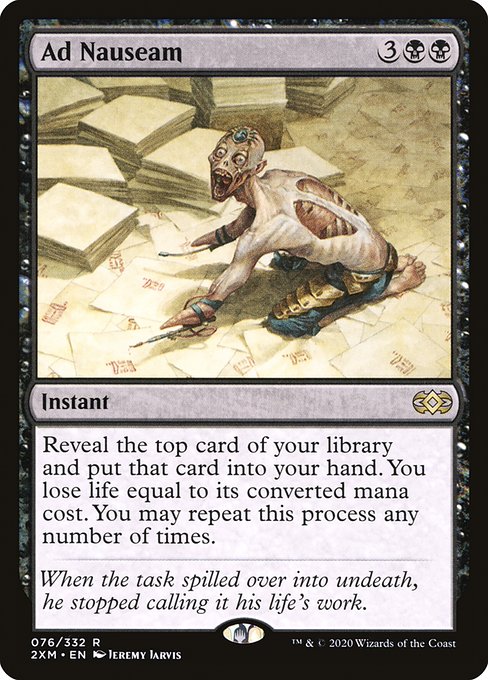 Ad Nauseam 3
Instant
Reveal the top card of your library
and put that card into your hand. You
lose life equal to its converted mana
cost. You may repeat this process any
number of times.
When the task spilled over into undeath,
he stopped calling it his life's work.
076/332 R
2XM • EN Jeremy Jarvis
™ & © 2020 Wizards of the Coast